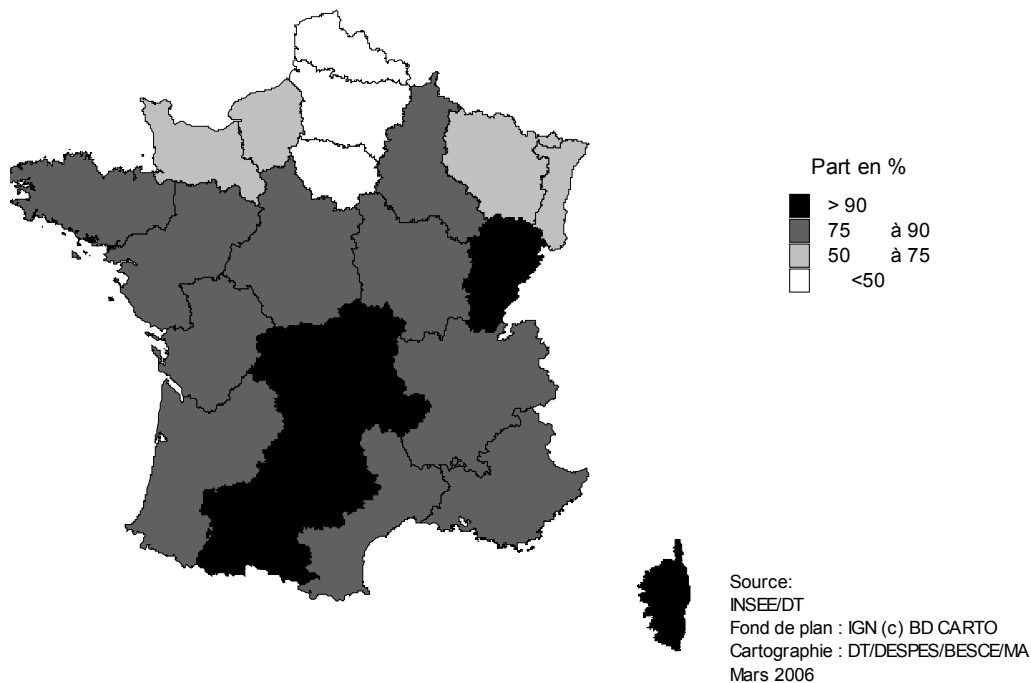 Part en %
> 90
75 à 90
50 à 75
<50
Source:
INSEE/DT
Fond de plan : IGN (c) BD CARTO
Cartographie : DT/DESPES/BESCE/MA
Mars 2006